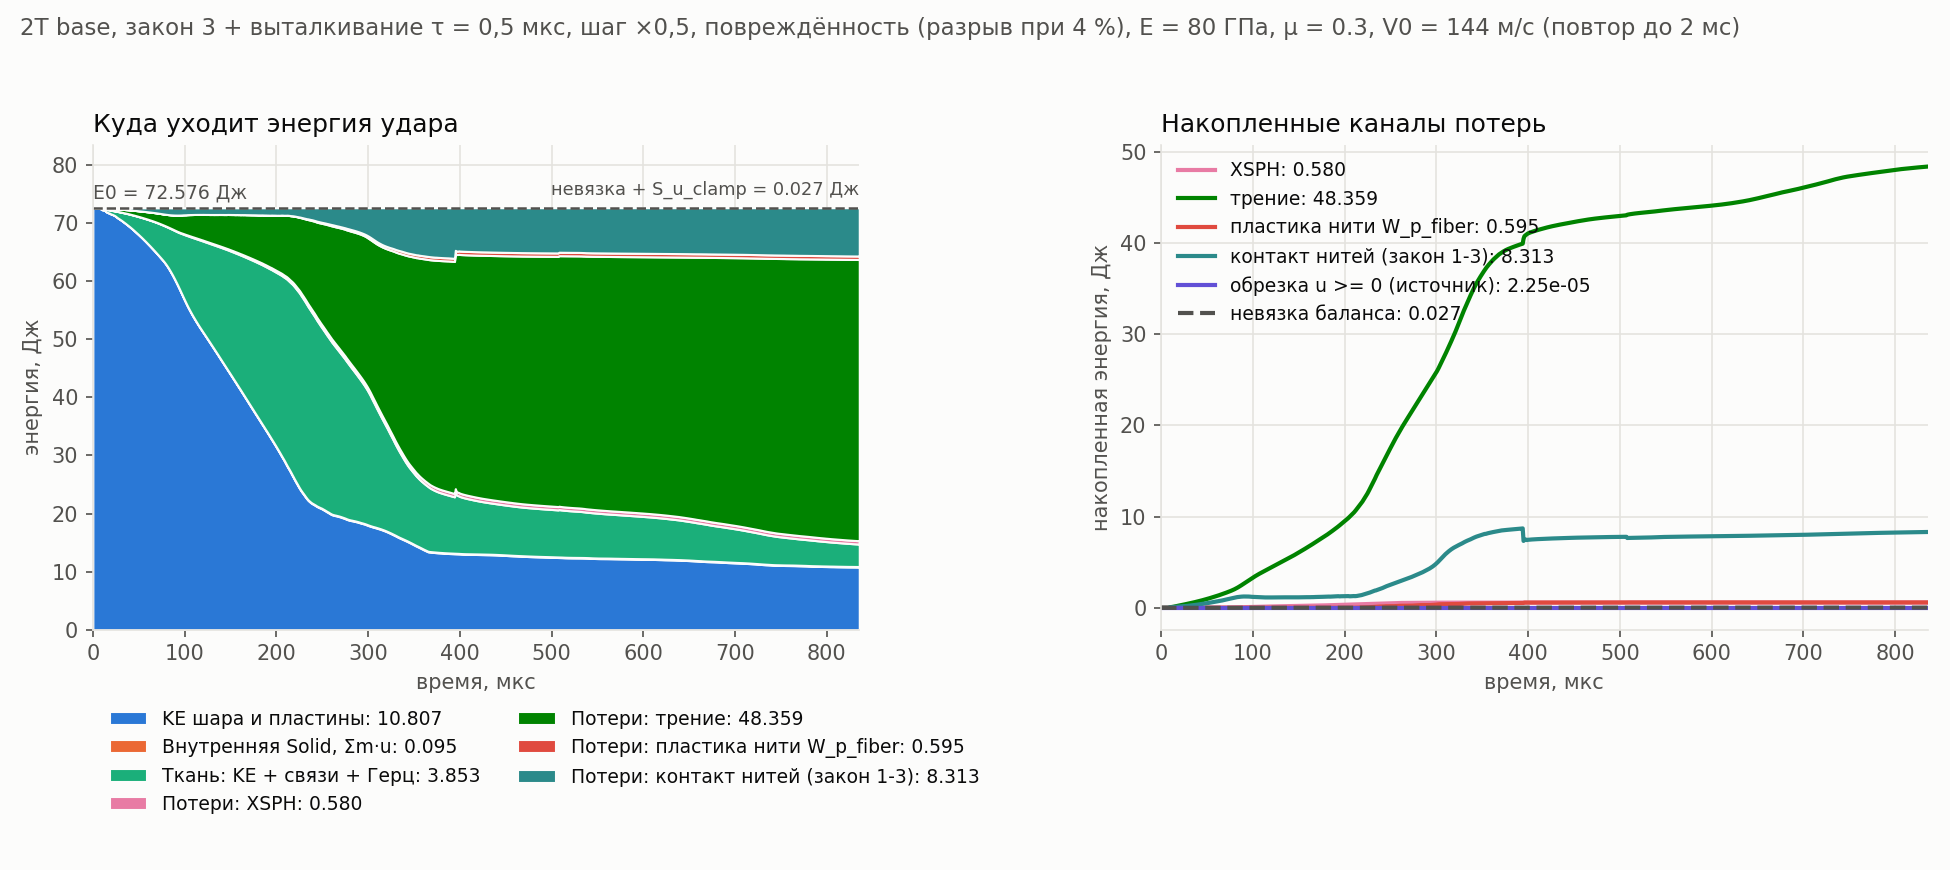 2T base, закон 3 + выталкивание τ = 0,5 мкс, шаг ×0,5, повреждённость (разрыв при 4 %), E = 80 ГПа, μ = 0.3, V0 = 144 м/с (повтор до 2 мс)
Куда уходит энергия удара
E0 = 72.576 Дж
невязка + S_u_clamp = 0.027 Дж
энергия, Дж
80
70
60
50
40
30
20
10
0
0 100 200 300 400 500 600 700 800
время, мкс
KE шара и пластины: 10.807
Внутренняя Solid, Σm·u: 0.095
Ткань: KE + связи + Герц: 3.853
Потери: XSPH: 0.580
Потери: трение: 48.359
Потери: пластика нити W_p_fiber: 0.595
Потери: контакт нитей (закон 1-3): 8.313
Накопленные каналы потерь
накопленная энергия, Дж
50
40
30
20
10
0
XSPH: 0.580
трение: 48.359
пластика нити W_p_fiber: 0.595
контакт нитей (закон 1-3): 8.313
обрезка u >= 0 (источник): 2.25e-05
невязка баланса: 0.027
0 100 200 300 400 500 600 700 800
время, мкс